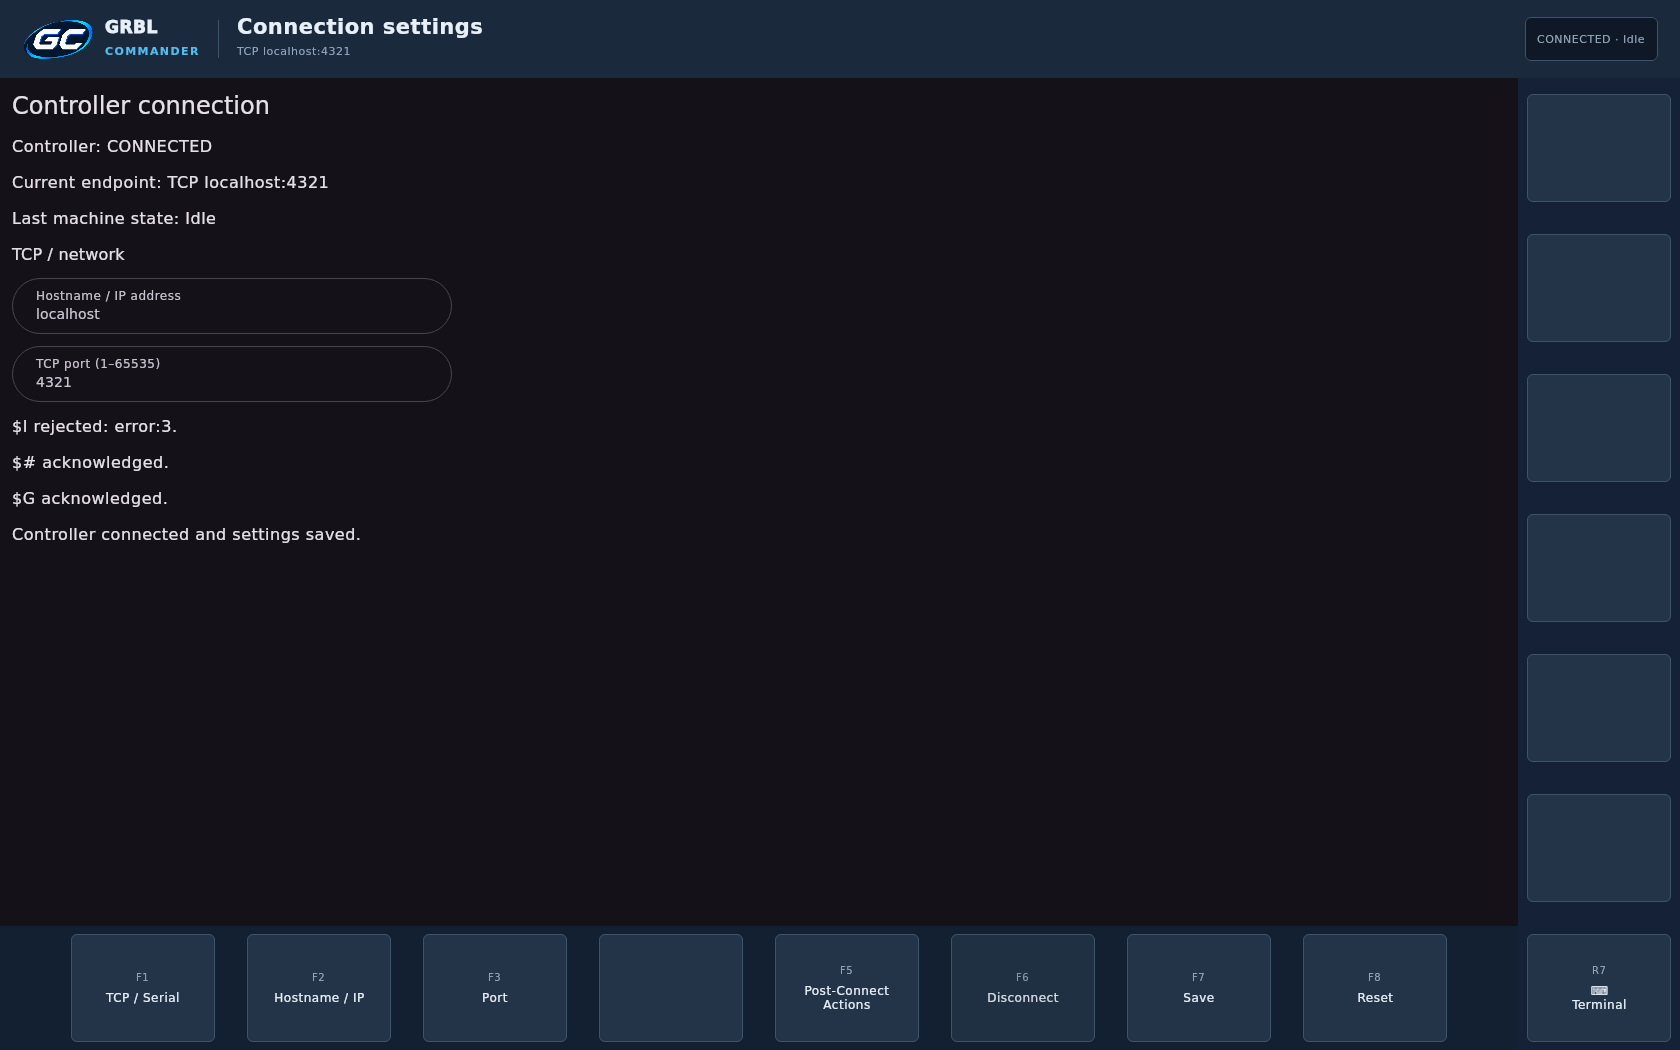 GC
GRBL
COMMANDER
Connection settings
TCP localhost:4321
CONNECTED · Idle
Controller connection
Controller: CONNECTED
Current endpoint: TCP localhost:4321
Last machine state: Idle
TCP / network
Hostname / IP address
localhost
TCP port (1–65535)
4321
$I rejected: error:3.
$# acknowledged.
$G acknowledged.
Controller connected and settings saved.
F1
TCP / Serial
F2
Hostname / IP
F3
Port
F5
Post-Connect
Actions
F6
Disconnect
F7
Save
F8
Reset
R7
⌨
Terminal